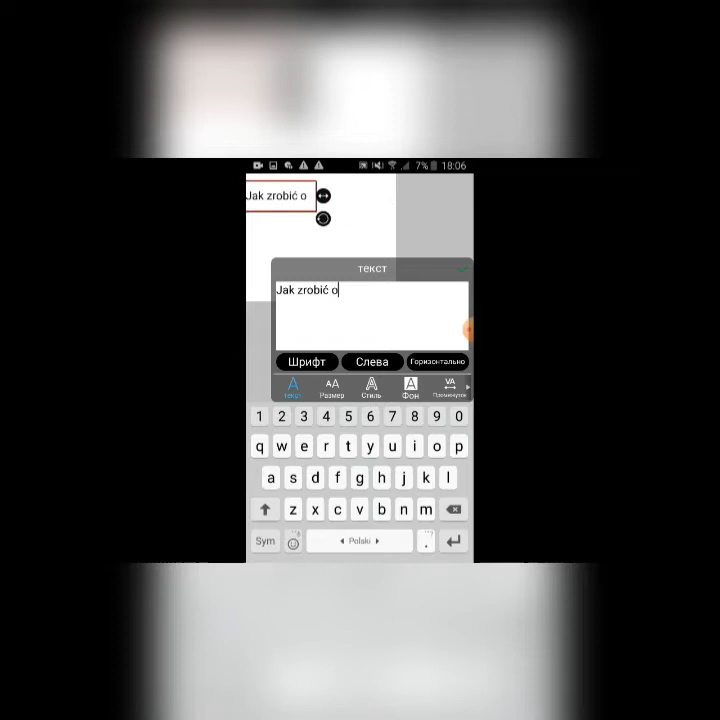 7% 18:06
Jak zrobić o
текст
Jak zrobić o
Шрифт Слева Горизонтально
Размер Стиль Фон
1 2 3 4 5 6 7 8 9 0
q w e r t y u i o p
a s d f g h j k l
z x c v b n m
Sym Polski .